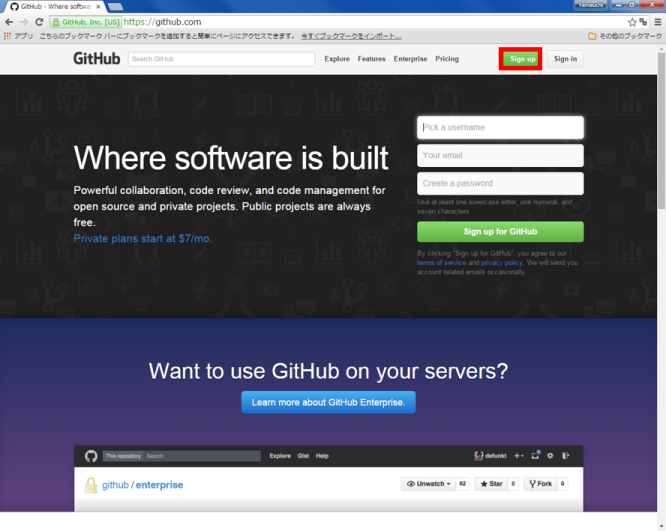 GitHub - Where softwa
Yamauchi
GitHub, Inc. [US] https://github.com
アプリ こちらのブックマーク バーにブックマークを追加すると簡単にページにアクセスできます。 今すぐブックマークをインポート... その他のブックマーク
GitHub Search GitHub Explore Features Enterprise Pricing Sign up Sign in
Pick a username
Where software is built
Your email
Powerful collaboration, code review, and code management for
open source and private projects. Public projects are always
free.
Private plans start at $7/mo.
Create a password
Use at least one lowercase letter, one numeral, and
seven characters.
Sign up for GitHub
By clicking "Sign up for GitHub", you agree to our
terms of service and privacy policy. We will send you
account related emails occasionally.
Want to use GitHub on your servers?
Learn more about GitHub Enterprise.
This repository Search Explore Gist Help defunkt
github / enterprise Unwatch 62 Star 0 Fork 0